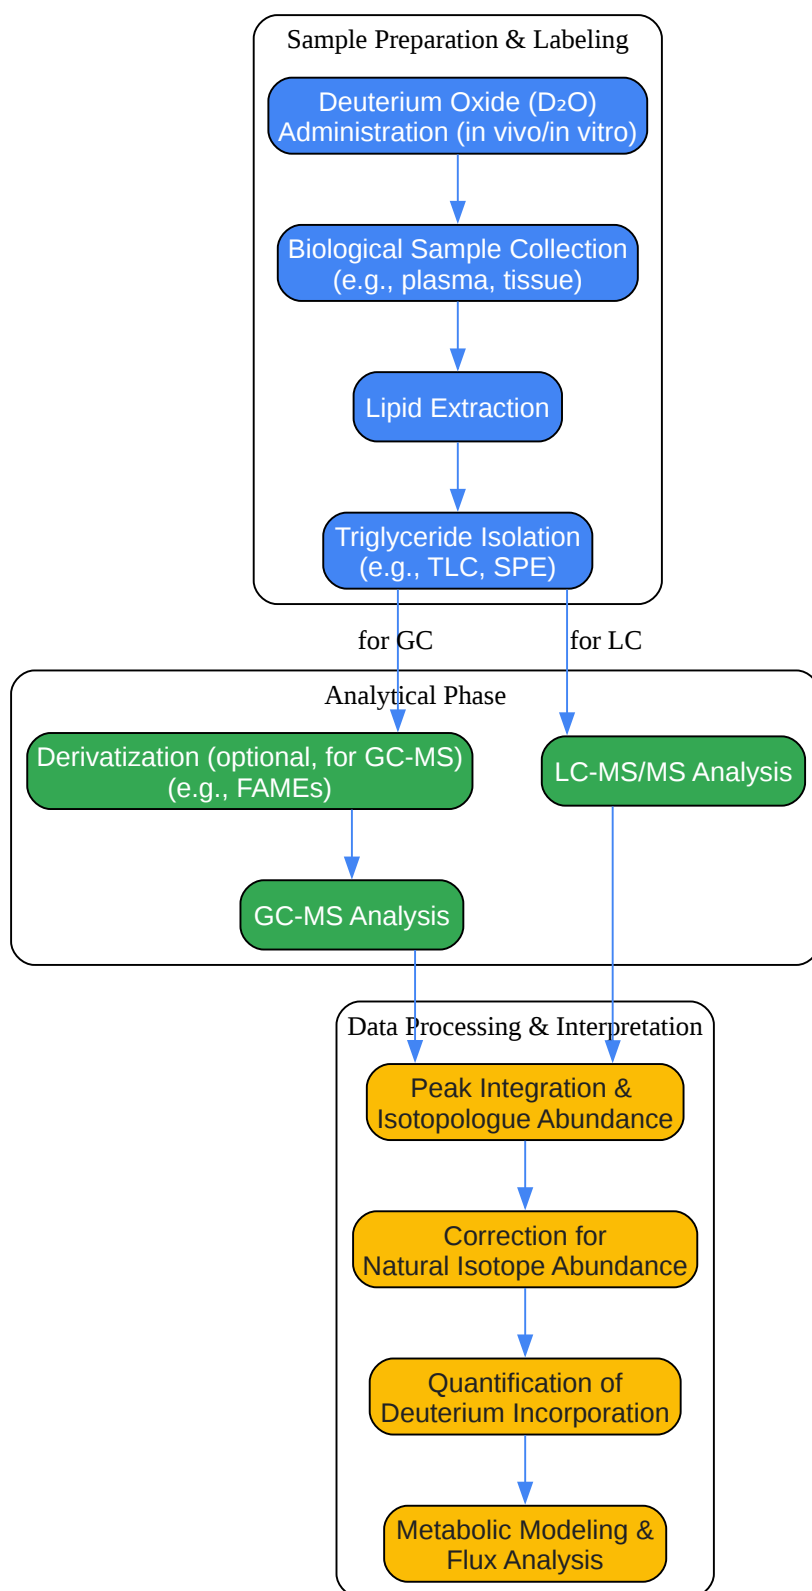 Sample Preparation & Labeling
Deuterium Oxide (D₂O)
Administration (in vivo/in vitro)
Biological Sample Collection
(e.g., plasma, tissue)
Lipid Extraction
Triglyceride Isolation
(e.g., TLC, SPE)
for GC
for LC
Analytical Phase
Derivatization (optional, for GC-MS)
(e.g., FAMEs)
LC-MS/MS Analysis
GC-MS Analysis
Data Processing & Interpretation
Peak Integration &
Isotopologue Abundance
Correction for
Natural Isotope Abundance
Quantification of
Deuterium Incorporation
Metabolic Modeling &
Flux Analysis